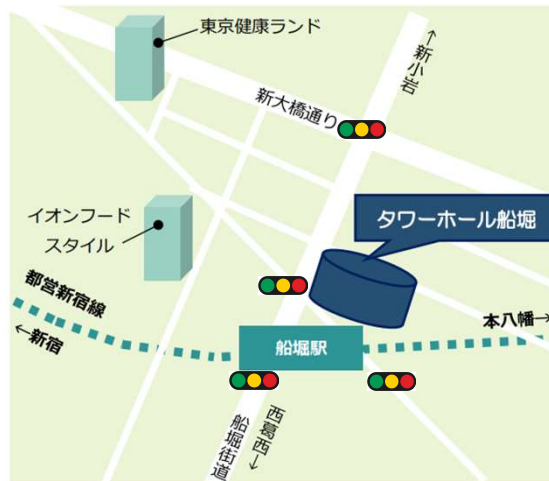 東京健康ランド
↑新小岩
新大橋通り
イオンフード
スタイル
タワーホール船堀
都営新宿線
←新宿
本八幡→
船堀駅
船堀街道
西葛西→